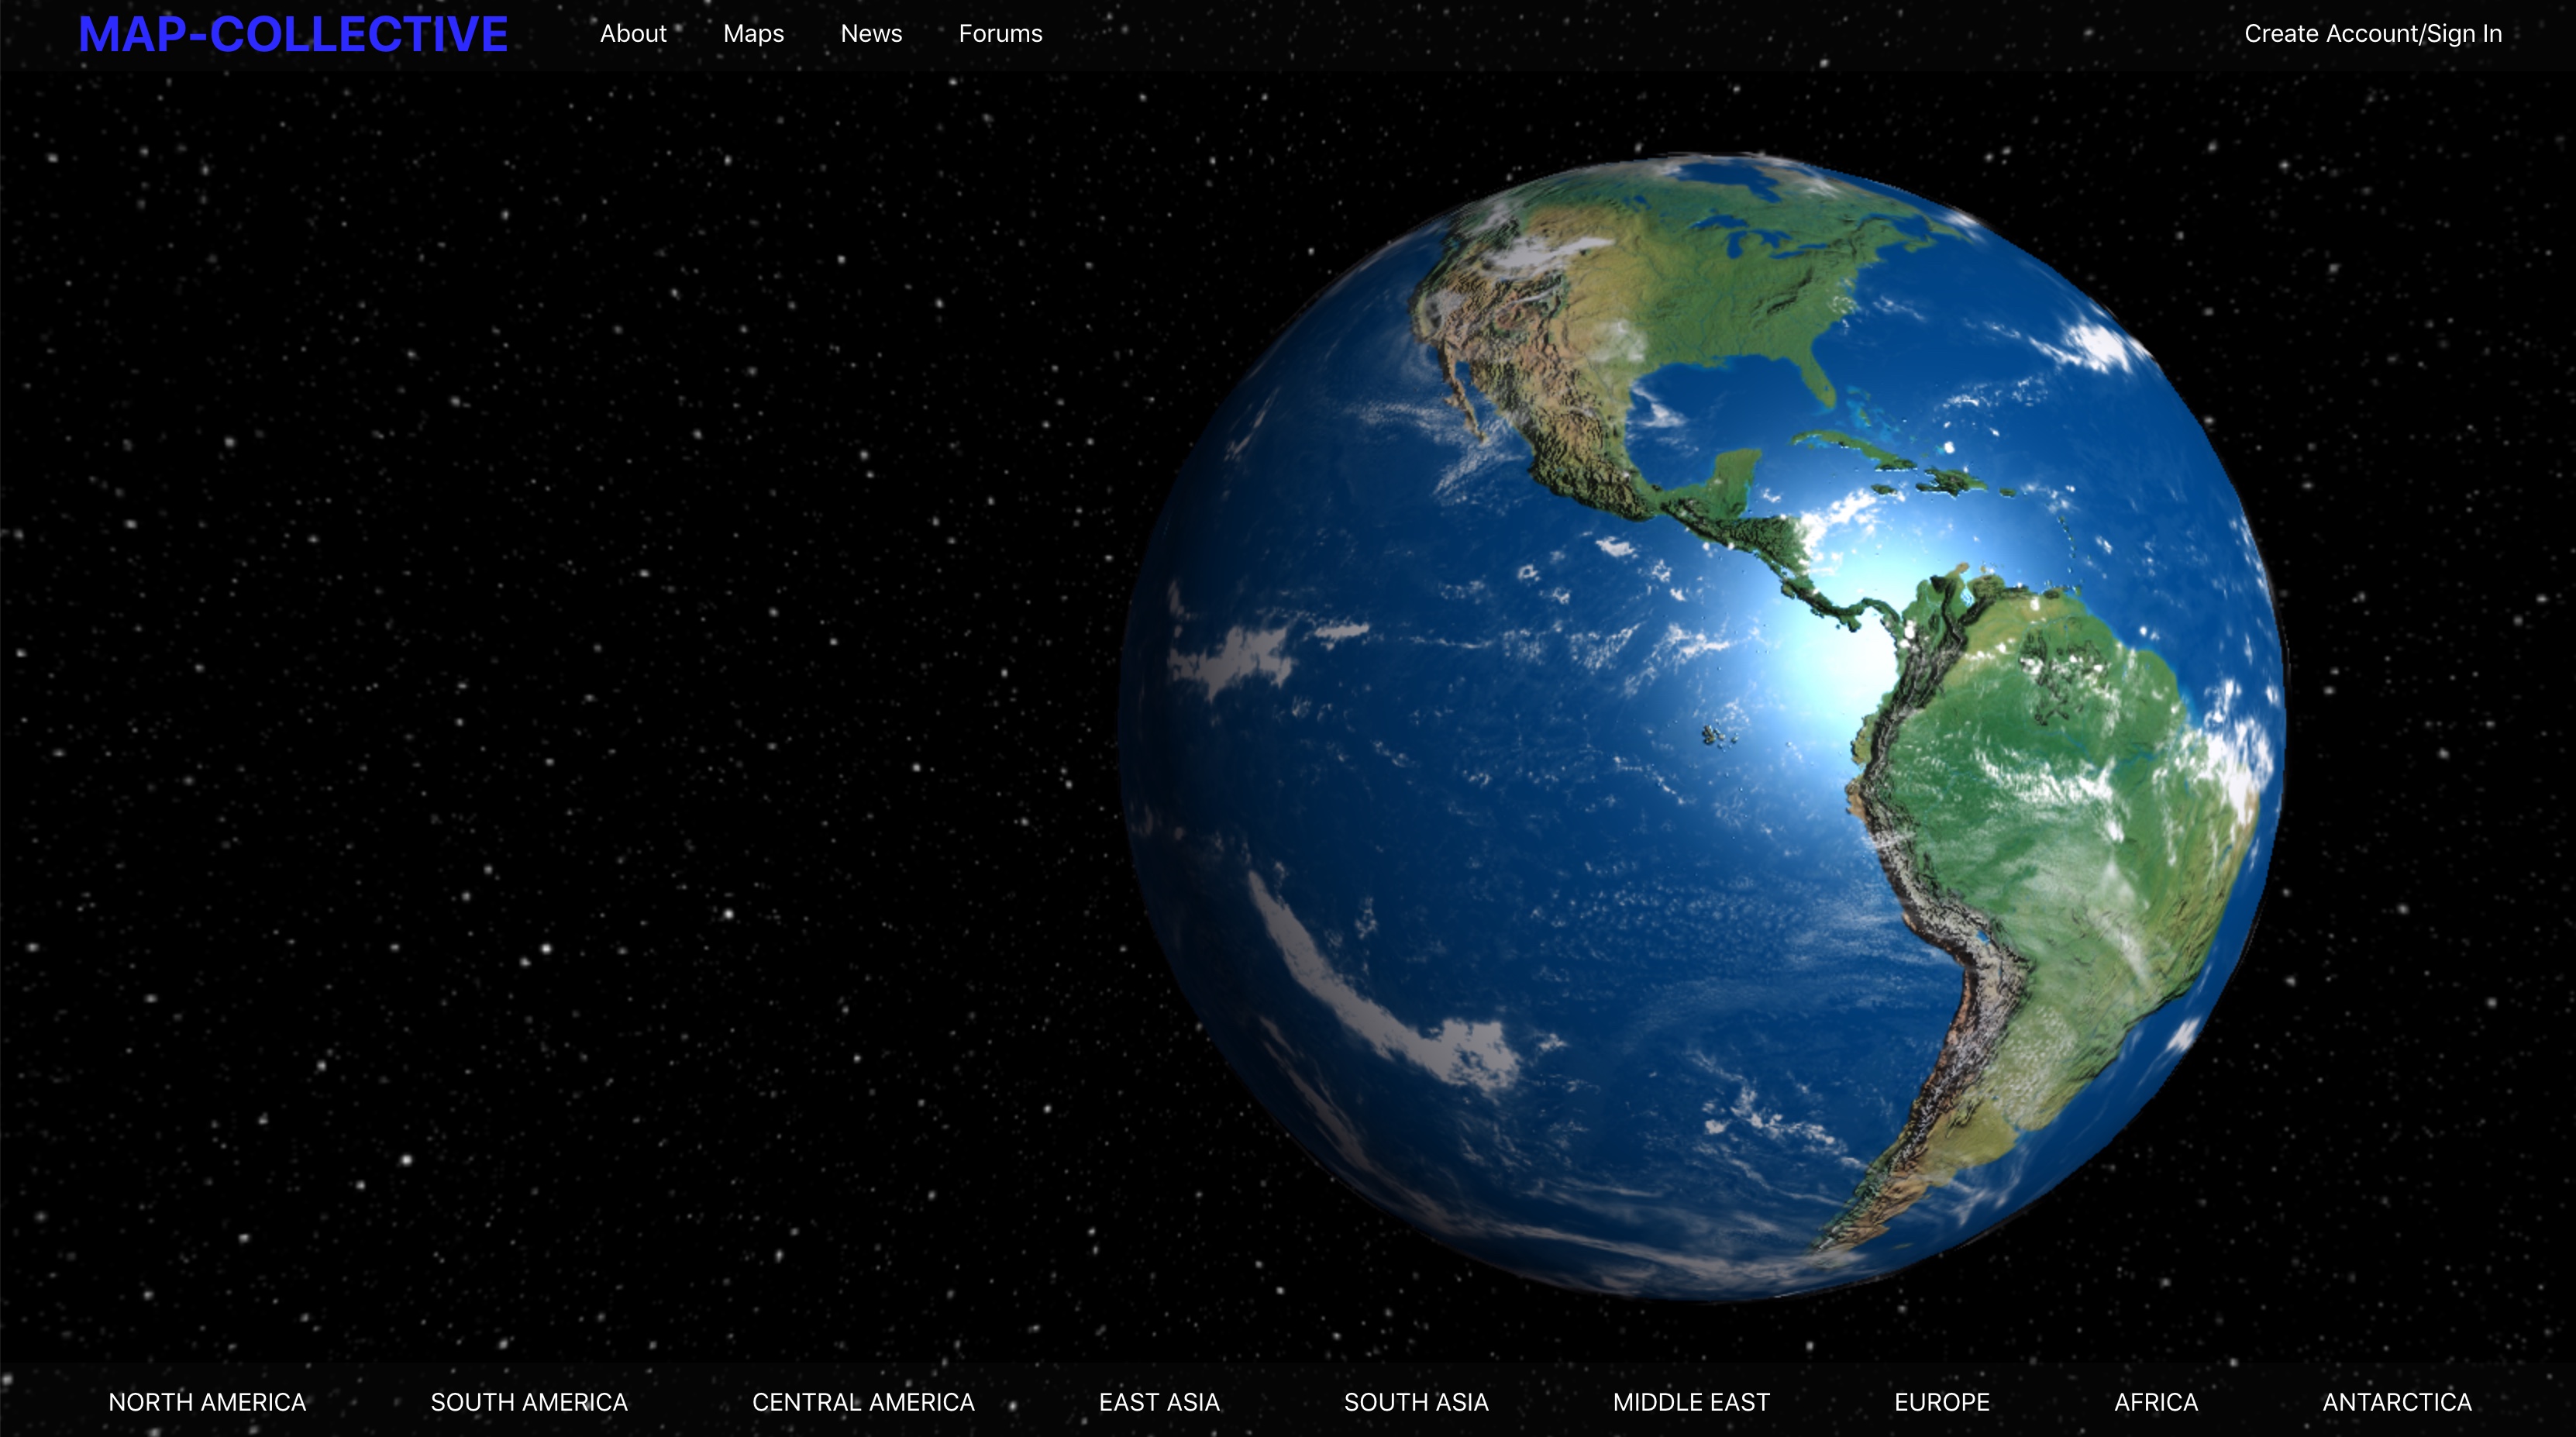 MAP-COLLECTIVE About Maps News Forums Create Account/Sign In
NORTH AMERICA SOUTH AMERICA CENTRAL AMERICA EAST ASIA SOUTH ASIA MIDDLE EAST EUROPE AFRICA ANTARCTICA